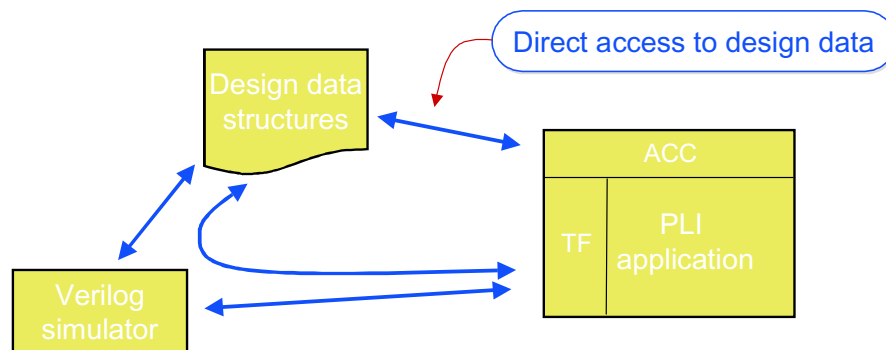 Direct access to design data
Design data
structures
ACC
TF
PLI
application
Verilog
simulator